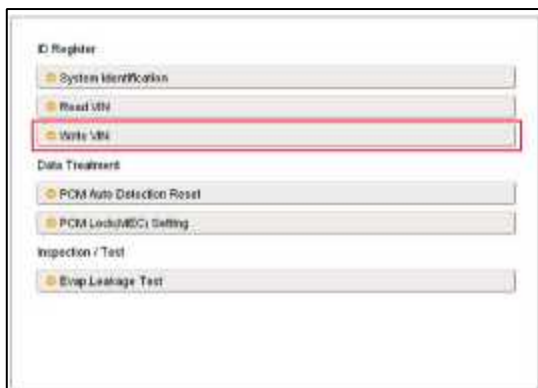 ID Register
System Identification
Read VIN
Write VIN
Data Treatment
PCM Auto Detection Reset
PCM Lock(MEC) Setting
Inspection / Test
Evap.Leakage Test